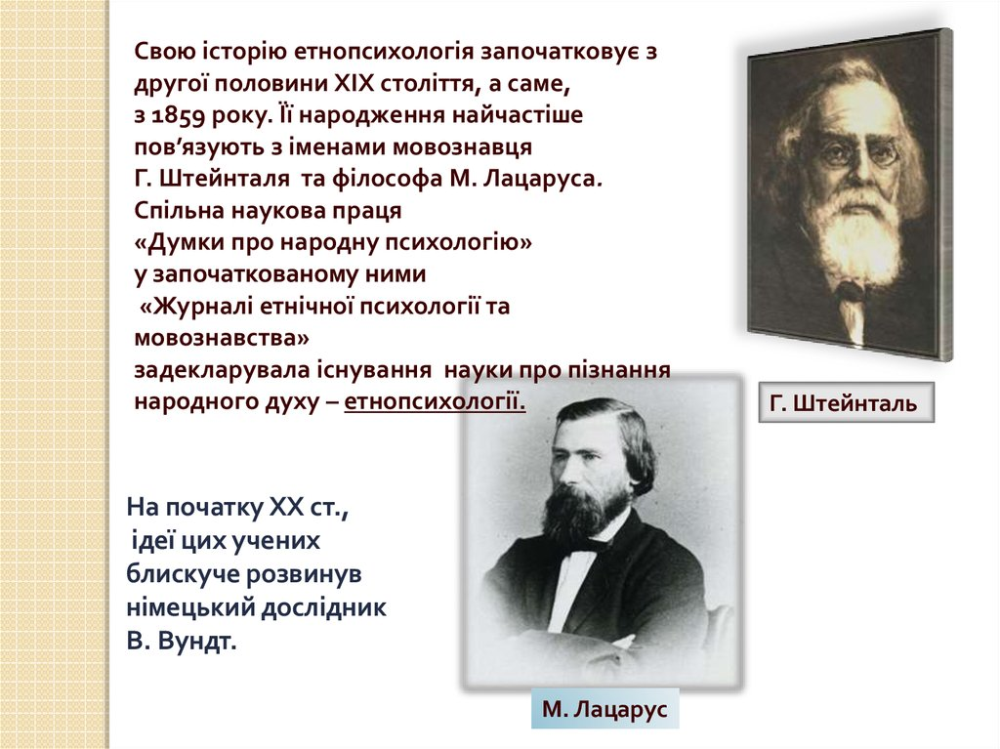 Свою історію етнопсихологія започатковує з
другої половини XIX століття, а саме,
з 1859 року. Її народження найчастіше
пов’язують з іменами мовознавця
Г. Штейнталя та філософа М. Лацаруса.
Спільна наукова праця
«Думки про народну психологію»
у започаткованому ними
«Журналі етнічної психології та
мовознавства»
задекларувала існування науки про пізнання
народного духу – етнопсихології.
Г. Штейнталь
На початку XX ст.,
ідеї цих учених
блискуче розвинув
німецький дослідник
В. Вундт.
М. Лацарус